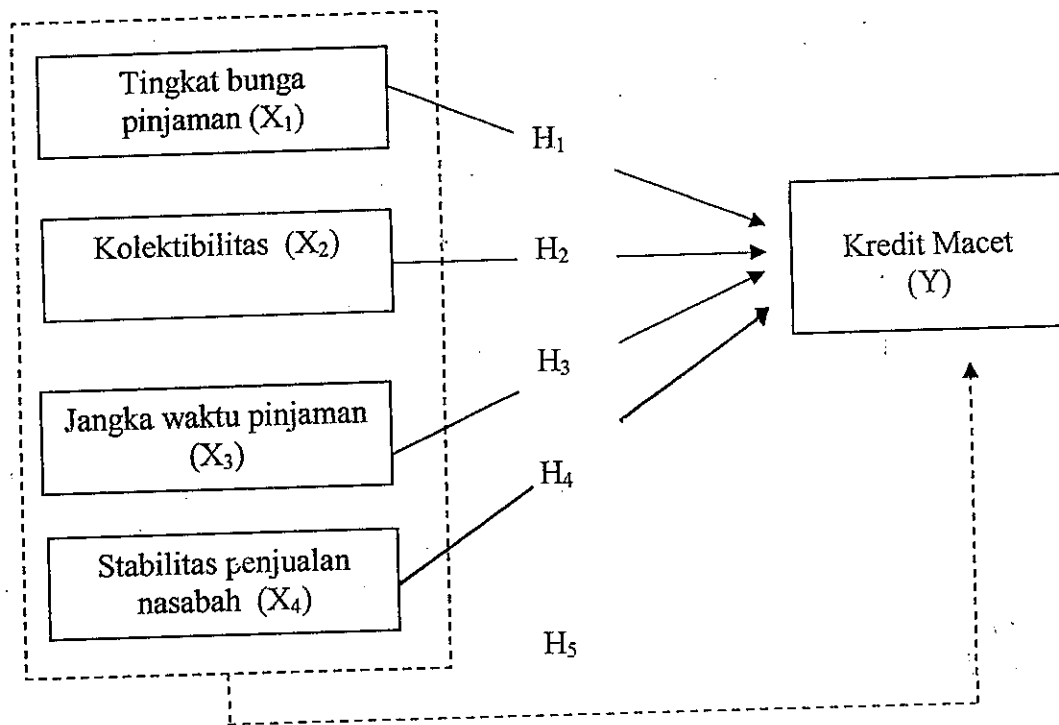 Tingkat bunga
pinjaman (X₁)
H₁
Kolektibilitas (X₂)
H₂
Kredit Macet
(Y)
H₃
Jangka waktu pinjaman
(X₃)
H₄
Stabilitas penjualan
nasabah (X₄)
H₅